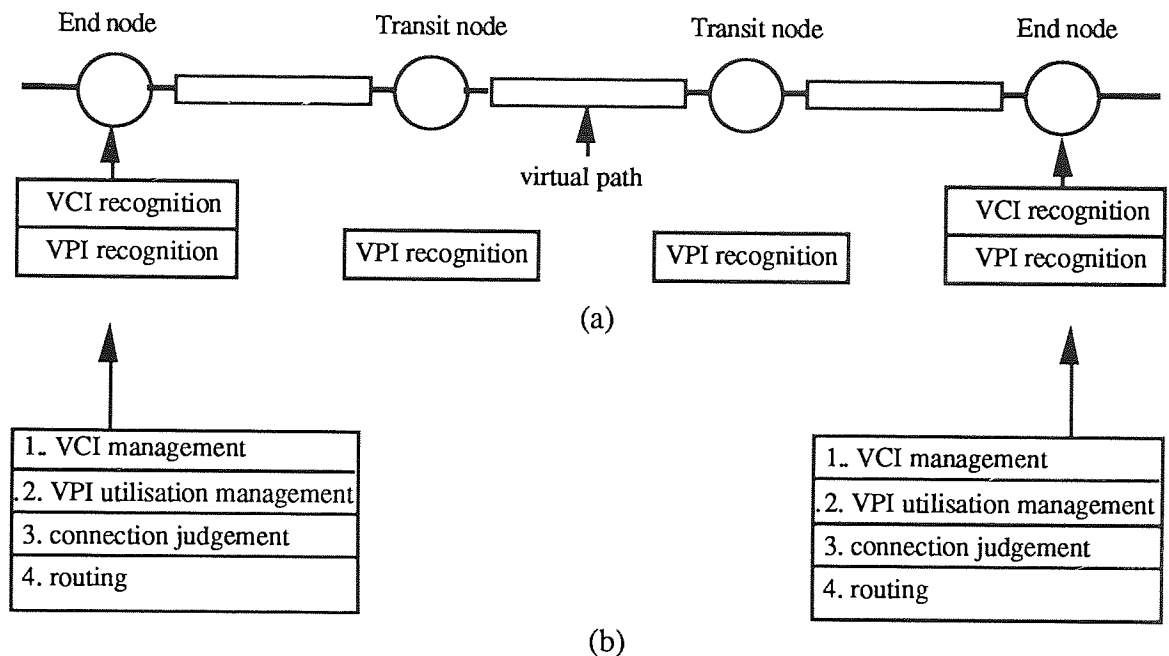 End node
Transit node
Transit node
End node
virtual path
VCI recognition
VPI recognition
VPI recognition
VPI recognition
VCI recognition
VPI recognition
(a)
1.. VCI management
.2. VPI utilisation management
3. connection judgement
4. routing
1.. VCI management
.2. VPI utilisation management
3. connection judgement
4. routing
(b)